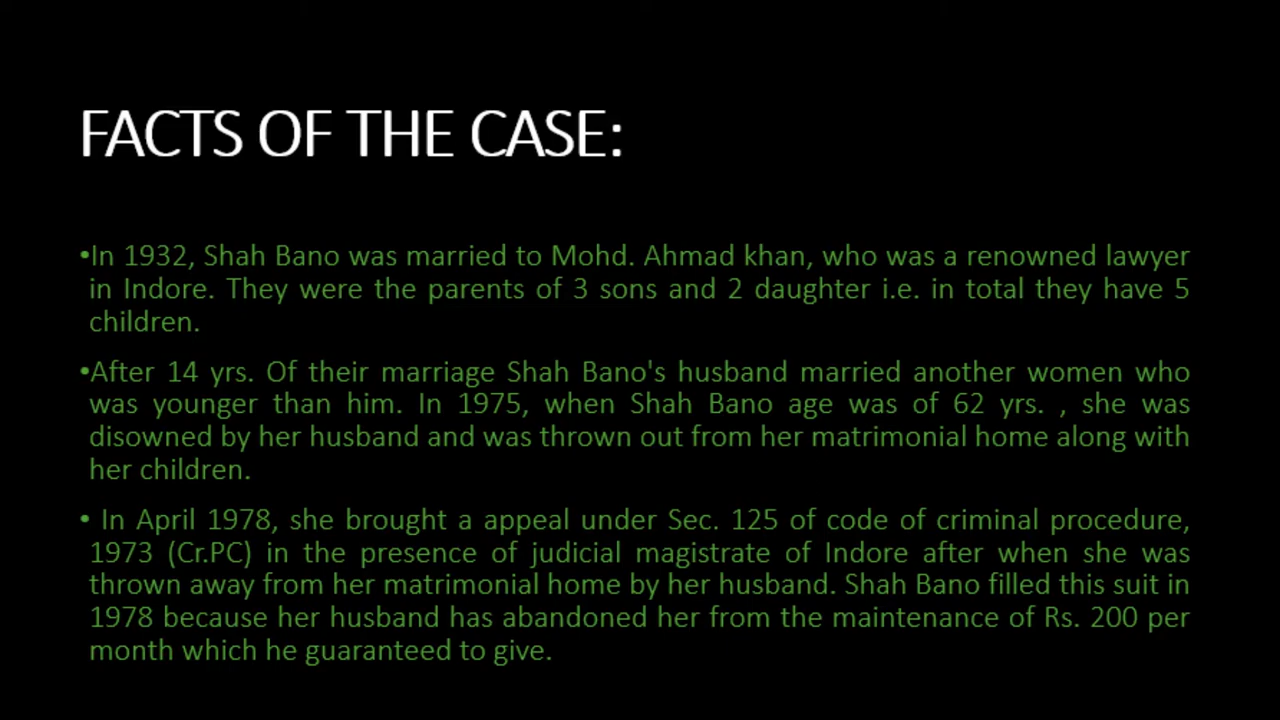 FACTS OF THE CASE:
•In 1932, Shah Bano was married to Mohd. Ahmad khan, who was a renowned lawyer
in Indore. They were the parents of 3 sons and 2 daughter i.e. in total they have 5
children.
•After 14 yrs. Of their marriage Shah Bano's husband married another women who
was younger than him. In 1975, when Shah Bano age was of 62 yrs. , she was
disowned by her husband and was thrown out from her matrimonial home along with
her children.
• In April 1978, she brought a appeal under Sec. 125 of code of criminal procedure,
1973 (Cr.PC) in the presence of judicial magistrate of Indore after when she was
thrown away from her matrimonial home by her husband. Shah Bano filled this suit in
1978 because her husband has abandoned her from the maintenance of Rs. 200 per
month which he guaranteed to give.